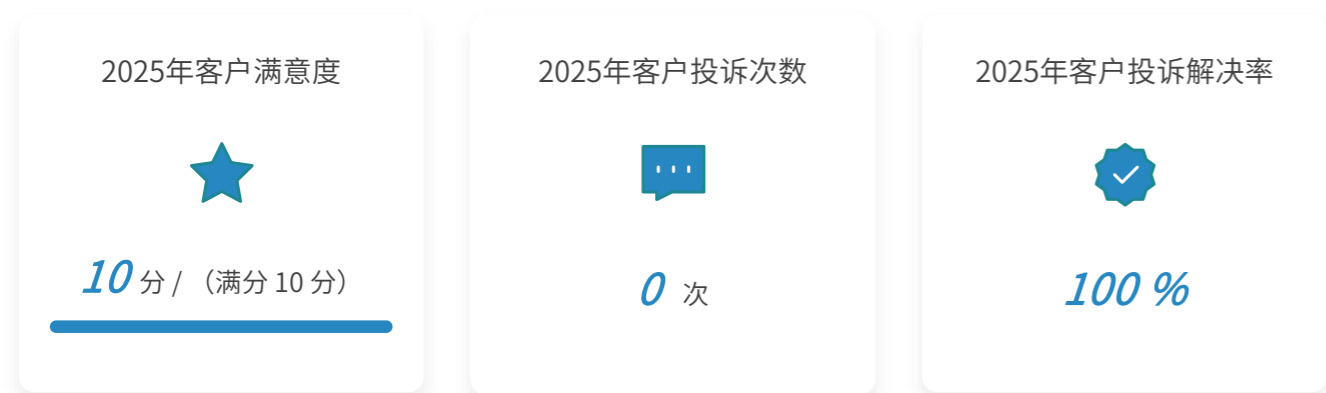 2025年客户满意度
10 分 / （满分 10 分）
2025年客户投诉次数
0 次
2025年客户投诉解决率
100 %